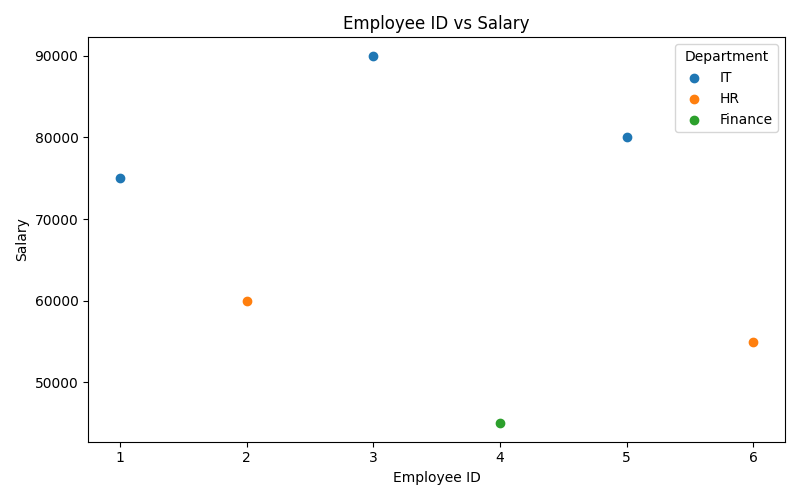 Employee ID vs Salary
Department
IT
HR
Finance
90000
80000
70000
60000
50000
Salary
1 2 3 4 5 6
Employee ID